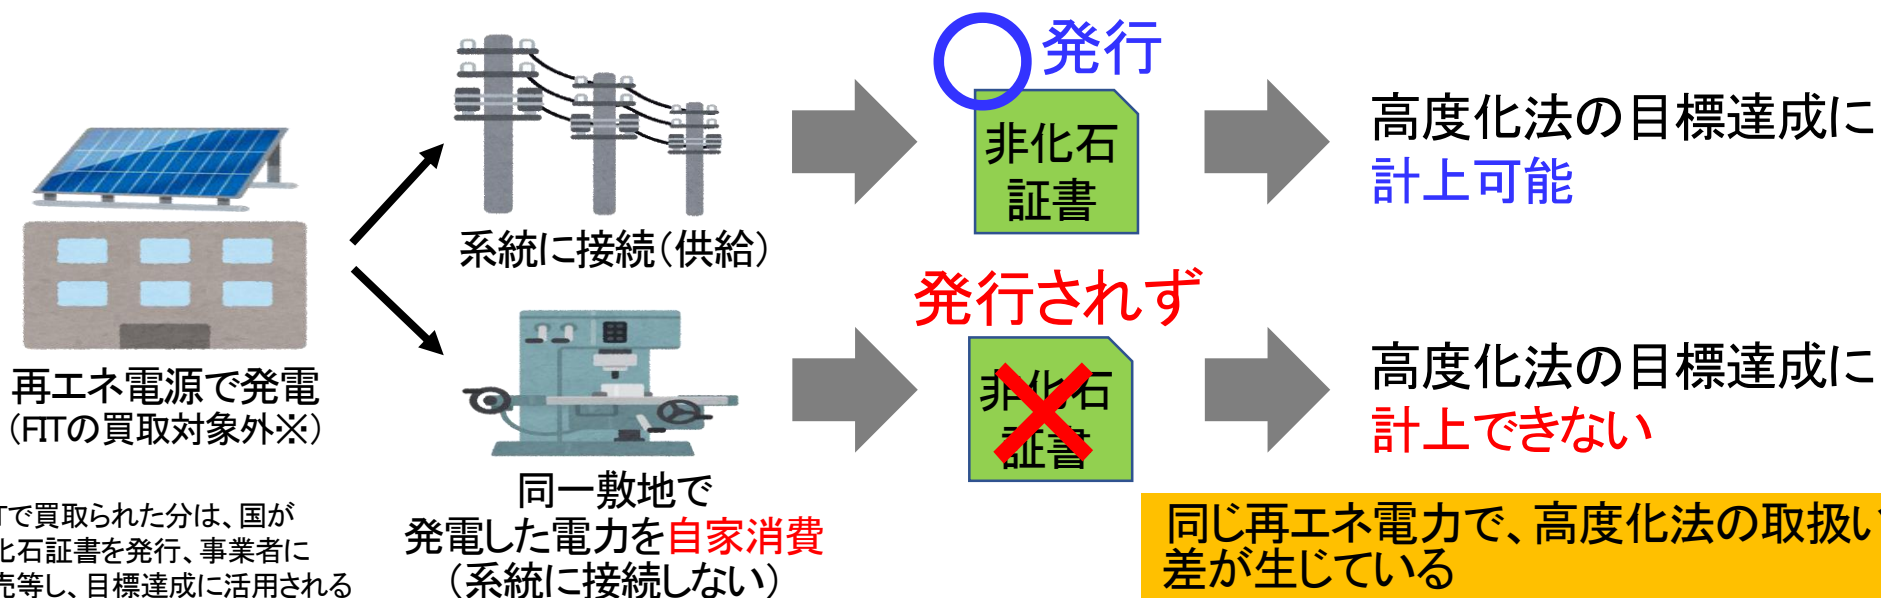 再エネ電源で発電
（FITの買取対象外※）
Tで買取られた分は、国が
化石証書を発行、事業者に
売等し、目標達成に活用される
系統に接続（供給）
発行
非化石
証書
高度化法の目標達成に
計上可能
同一敷地で
発電した電力を自家消費
（系統に接続しない）
発行されず
非化石
証書
高度化法の目標達成に
計上できない
同じ再エネ電力で、高度化法の取扱い
差が生じている